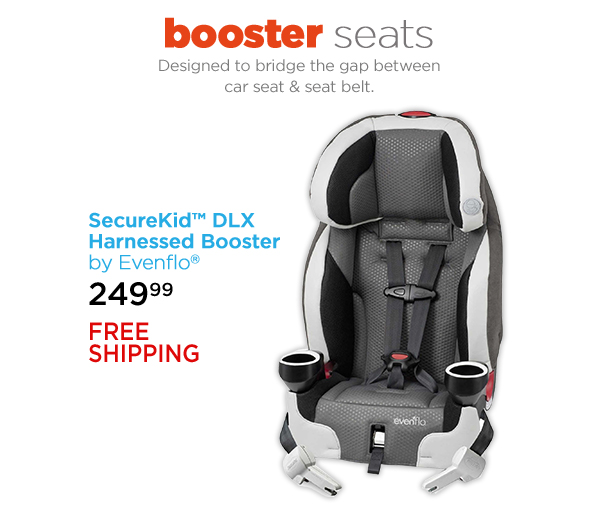 booster seats
Designed to bridge the gap between
car seat & seat belt.
SecureKid™ DLX
Harnessed Booster
by Evenflo®
249⁹⁹
FREE
SHIPPING
evenflo